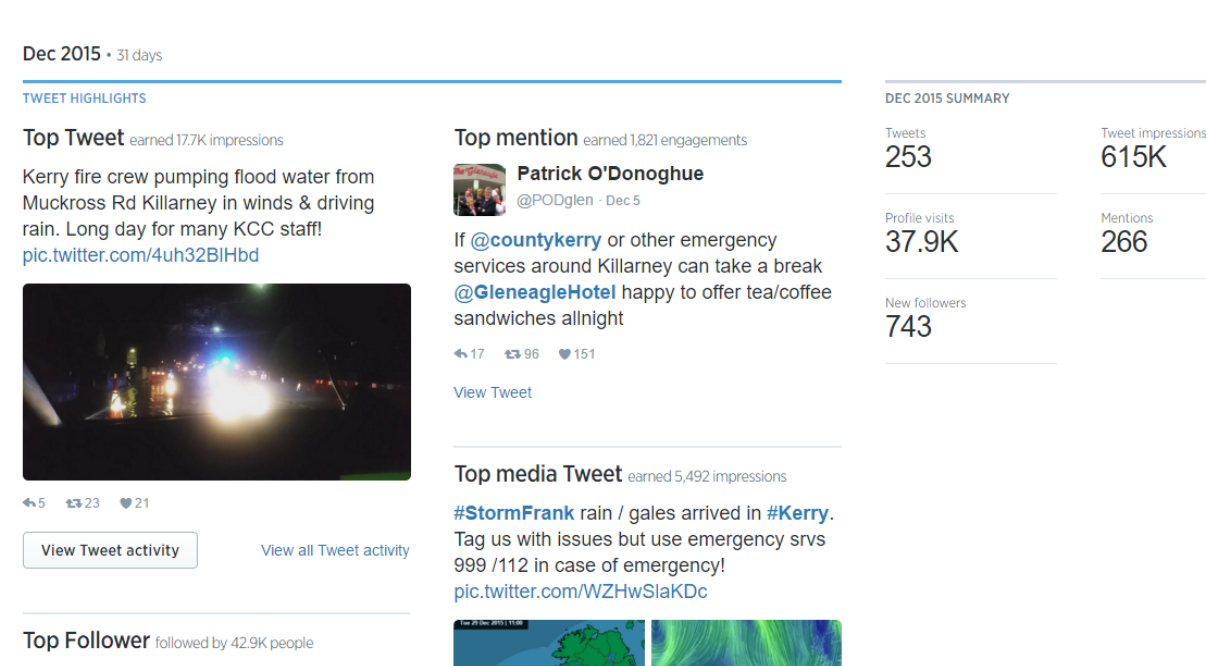 Dec 2015 • 31 days
TWEET HIGHLIGHTS
Top Tweet earned 17.7K impressions
Kerry fire crew pumping flood water from
Muckross Rd Killarney in winds & driving
rain. Long day for many KCC staff!
pic.twitter.com/4uh32BlHbd
5 23 21
View Tweet activity
View all Tweet activity
Top Follower followed by 42.9K people
Top mention earned 1,821 engagements
Patrick O'Donoghue
@PODglen · Dec 5
If @countykerry or other emergency
services around Killarney can take a break
@GleneagleHotel happy to offer tea/coffee
sandwiches allnight
17 96 151
View Tweet
Top media Tweet earned 5,492 impressions
#StormFrank rain / gales arrived in #Kerry.
Tag us with issues but use emergency srvs
999 /112 in case of emergency!
pic.twitter.com/WZHwSlaKDc
Tue 29 Dec 2015 | 11:00
DEC 2015 SUMMARY
Tweets
253
Tweet impressions
615K
Profile visits
37.9K
Mentions
266
New followers
743